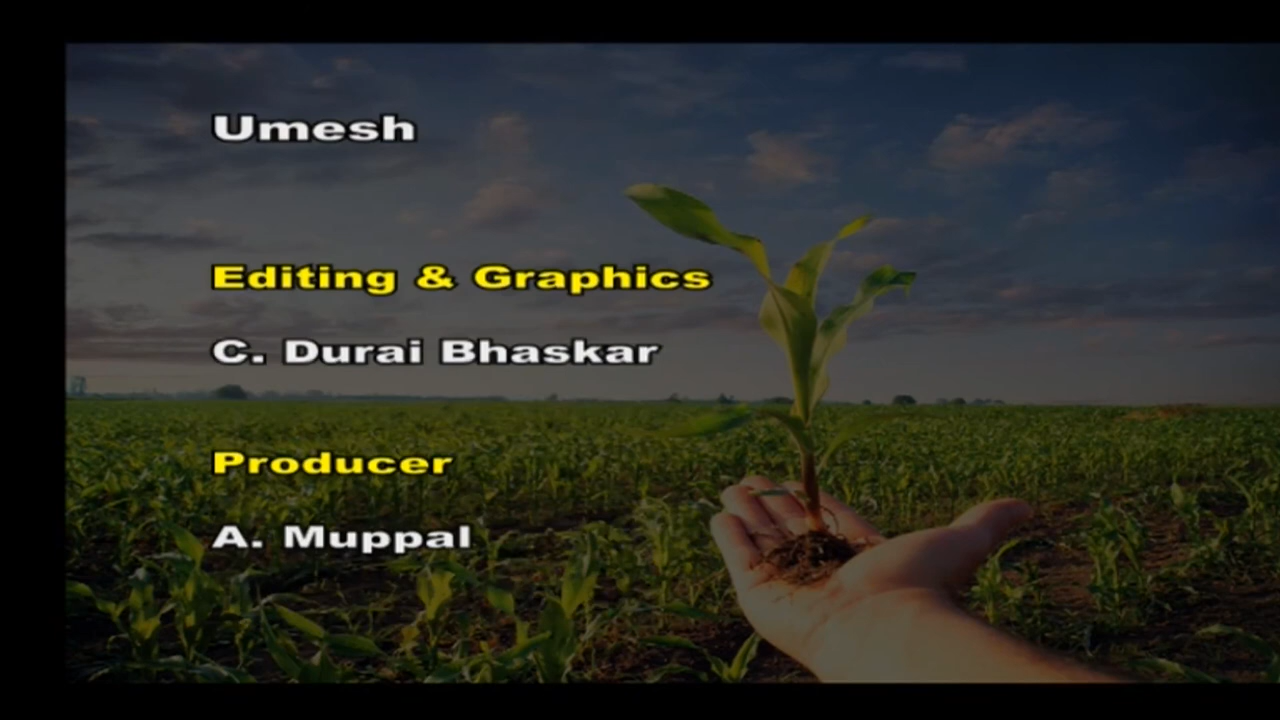 Umesh
Editing & Graphics
C. Durai Bhaskar
Producer
A. Muppal